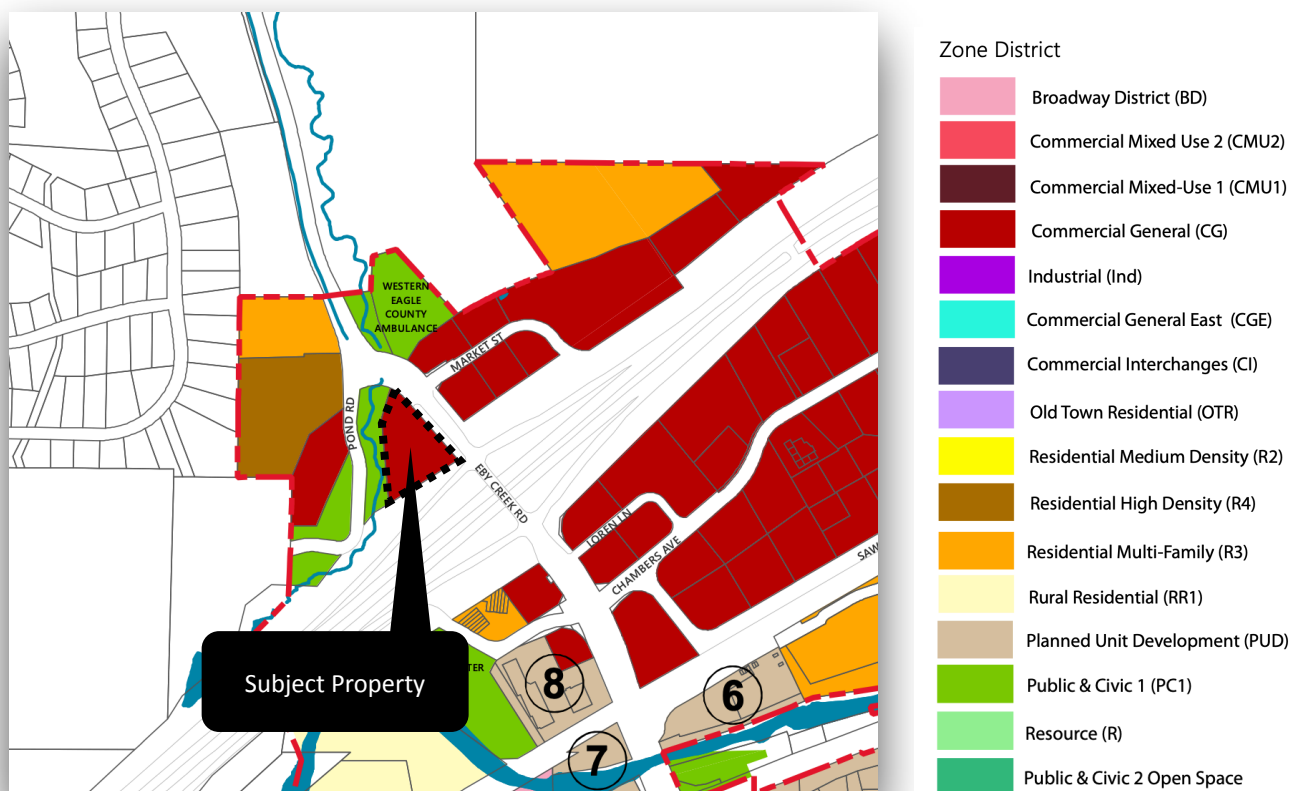 WESTERN
EAGLE
COUNTY
AMBULANCE
MARKET ST
POND RD
EBY CREEK RD
LOREN LN
CHAMBERS AVE
SAW
TER
Subject Property
8
6
7
Zone District
Broadway District (BD)
Commercial Mixed Use 2 (CMU2)
Commercial Mixed-Use 1 (CMU1)
Commercial General (CG)
Industrial (Ind)
Commercial General East (CGE)
Commercial Interchanges (CI)
Old Town Residential (OTR)
Residential Medium Density (R2)
Residential High Density (R4)
Residential Multi-Family (R3)
Rural Residential (RR1)
Planned Unit Development (PUD)
Public & Civic 1 (PC1)
Resource (R)
Public & Civic 2 Open Space